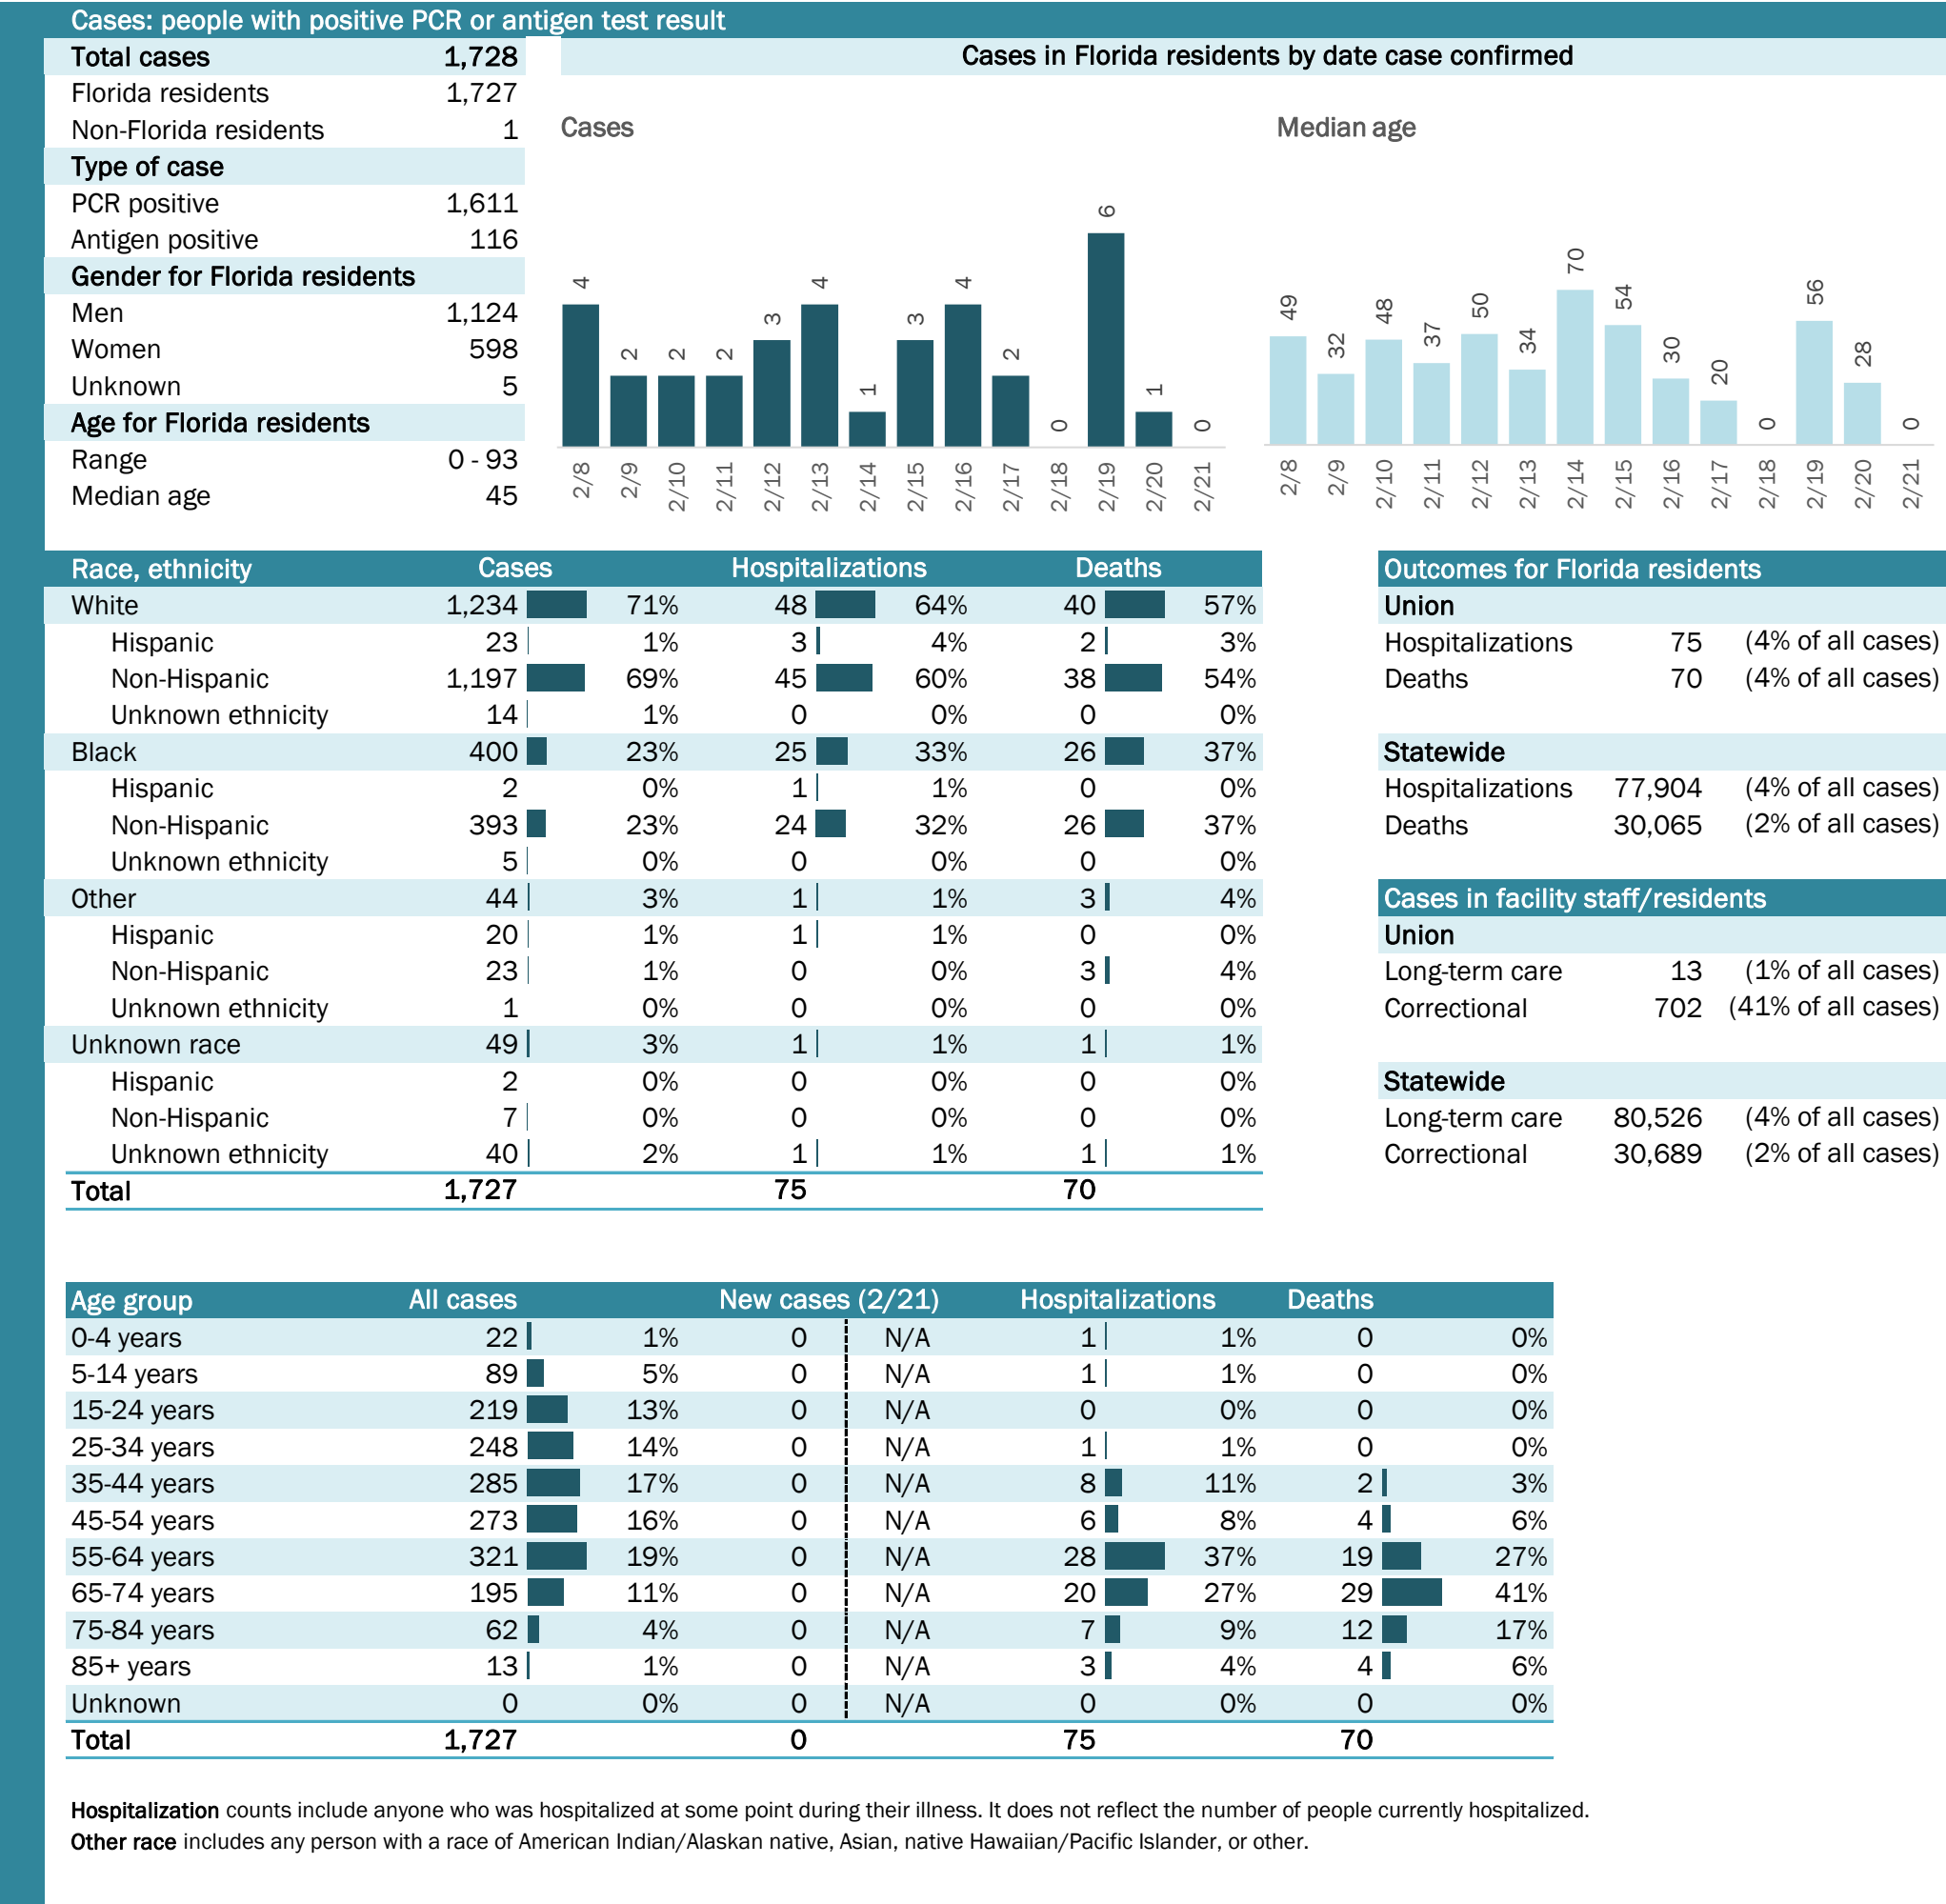 Cases: people with positive PCR or antigen test result
Total cases 1,728
Florida residents 1,727
Non-Florida residents 1
Type of case
PCR positive 1,611
Antigen positive 116
Gender for Florida residents
Men 1,124
Women 598
Unknown 5
Age for Florida residents
Range 0 - 93
Median age 45
Cases in Florida residents by date case confirmed
Cases
4 2 2 2 3 4 1 3 4 2 0 6 1 0
2/8 2/9 2/10 2/11 2/12 2/13 2/14 2/15 2/16 2/17 2/18 2/19 2/20 2/21
Median age
49 32 48 37 50 34 70 54 30 20 0 56 28 0
2/8 2/9 2/10 2/11 2/12 2/13 2/14 2/15 2/16 2/17 2/18 2/19 2/20 2/21
Race, ethnicity Cases Hospitalizations Deaths
White 1,234 71% 48 64% 40 57%
Hispanic 23 1% 3 4% 2 3%
Non-Hispanic 1,197 69% 45 60% 38 54%
Unknown ethnicity 14 1% 0 0% 0 0%
Black 400 23% 25 33% 26 37%
Hispanic 2 0% 1 1% 0 0%
Non-Hispanic 393 23% 24 32% 26 37%
Unknown ethnicity 5 0% 0 0% 0 0%
Other 44 3% 1 1% 3 4%
Hispanic 20 1% 1 1% 0 0%
Non-Hispanic 23 1% 0 0% 3 4%
Unknown ethnicity 1 0% 0 0% 0 0%
Unknown race 49 3% 1 1% 1 1%
Hispanic 2 0% 0 0% 0 0%
Non-Hispanic 7 0% 0 0% 0 0%
Unknown ethnicity 40 2% 1 1% 1 1%
Total 1,727 75 70
Outcomes for Florida residents
Union
Hospitalizations 75 (4% of all cases)
Deaths 70 (4% of all cases)
Statewide
Hospitalizations 77,904 (4% of all cases)
Deaths 30,065 (2% of all cases)
Cases in facility staff/residents
Union
Long-term care 13 (1% of all cases)
Correctional 702 (41% of all cases)
Statewide
Long-term care 80,526 (4% of all cases)
Correctional 30,689 (2% of all cases)
Age group All cases New cases (2/21) Hospitalizations Deaths
0-4 years 22 1% 0 N/A 1 1% 0 0%
5-14 years 89 5% 0 N/A 1 1% 0 0%
15-24 years 219 13% 0 N/A 0 0% 0 0%
25-34 years 248 14% 0 N/A 1 1% 0 0%
35-44 years 285 17% 0 N/A 8 11% 2 3%
45-54 years 273 16% 0 N/A 6 8% 4 6%
55-64 years 321 19% 0 N/A 28 37% 19 27%
65-74 years 195 11% 0 N/A 20 27% 29 41%
75-84 years 62 4% 0 N/A 7 9% 12 17%
85+ years 13 1% 0 N/A 3 4% 4 6%
Unknown 0 0% 0 N/A 0 0% 0 0%
Total 1,727 0 75 70
Hospitalization counts include anyone who was hospitalized at some point during their illness. It does not reflect the number of people currently hospitalized.
Other race includes any person with a race of American Indian/Alaskan native, Asian, native Hawaiian/Pacific Islander, or other.